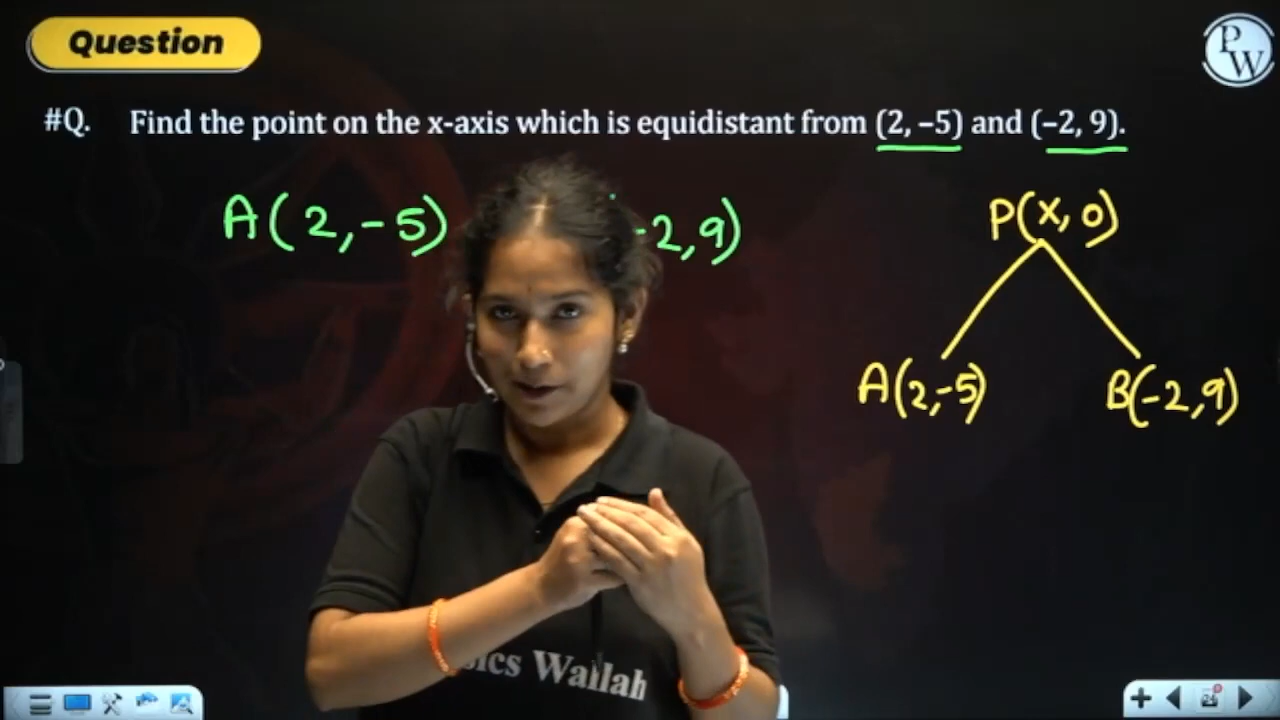 Question
PW
#Q. Find the point on the x-axis which is equidistant from (2, –5) and (–2, 9).
A(2,-5) -2,9)
P(x,0)
A(2,-5) B(-2,9)
Wallah